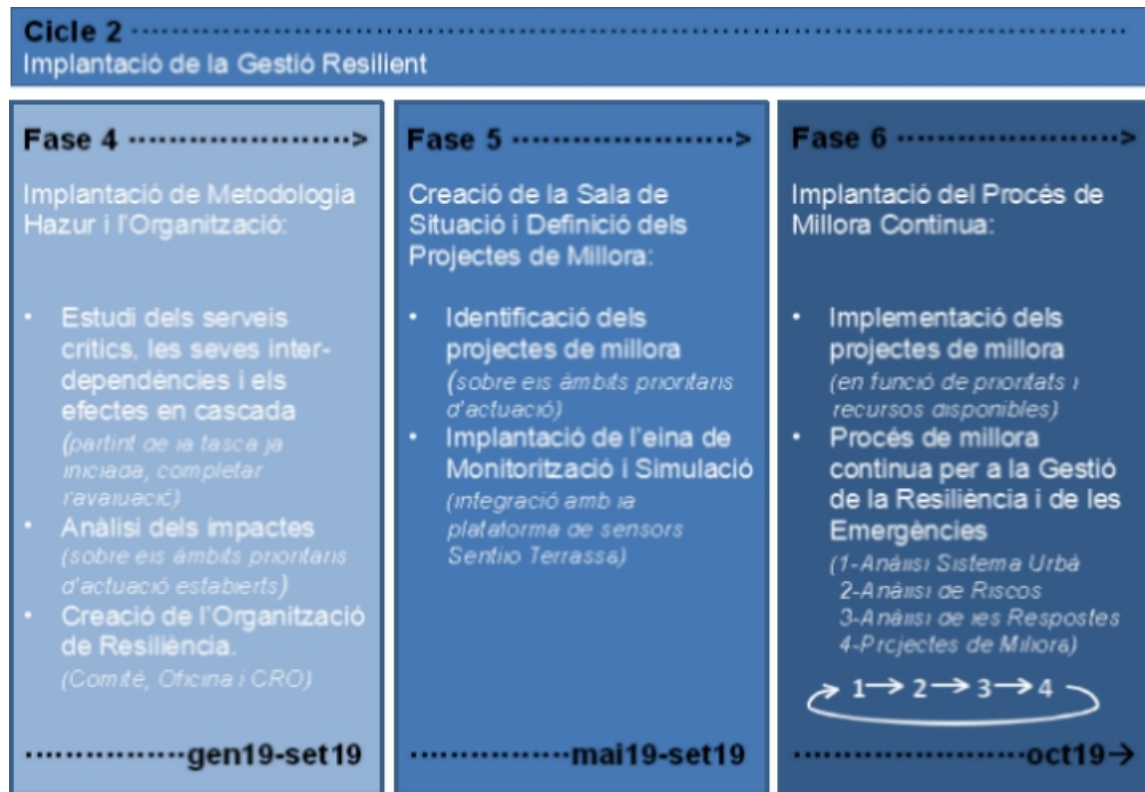 Cicle 2
Implantació de la Gestió Resilient
Fase 4 >
Implantació de Metodologia
Hazur i l'Organització:
• Estudi dels serveis
crítics, les seves inter-
dependències i els
efectes en cascada
(partint de la tasca ja
iniciada, completar
l'avaluació)
• Anàlisi dels impactes
(sobre els àmbits prioritaris
d'actuació establerts)
• Creació de l'Organització
de Resiliència.
(Comitè, Oficina i CRO)
gen19-set19
Fase 5 >
Creació de la Sala de
Situació i Definició dels
Projectes de Millora:
• Identificació dels
projectes de millora
(sobre els àmbits prioritaris
d'actuació)
• Implantació de l'eina de
Monitorització i Simulació
(integració amb la
plataforma de sensors
Sentilo Terrassa)
mai19-set19
Fase 6 >
Implantació del Procés de
Millora Continua:
• Implementació dels
projectes de millora
(en funció de prioritats i
recursos disponibles)
• Procés de millora
continua per a la Gestió
de la Resiliència i de les
Emergències
(1-Anàlisi Sistema Urbà
2-Anàlisi de Riscos
3-Anàlisi de les Respostes
4-Projectes de Millora)
1→2→3→4
oct19→